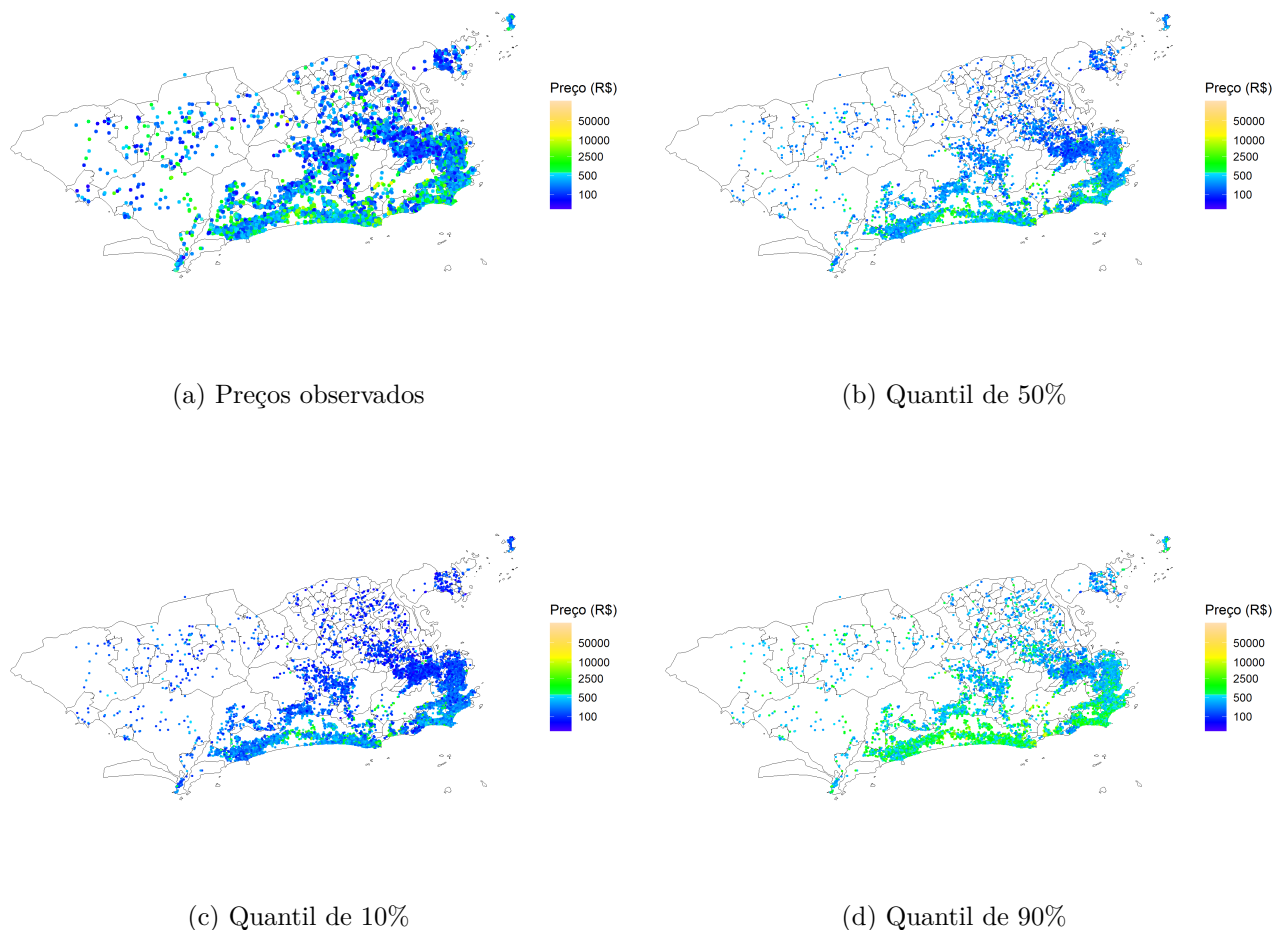 Preço (R$)
50000
10000
2500
500
100
(a) Preços observados
Preço (R$)
50000
10000
2500
500
100
(b) Quantil de 50%
Preço (R$)
50000
10000
2500
500
100
(c) Quantil de 10%
Preço (R$)
50000
10000
2500
500
100
(d) Quantil de 90%